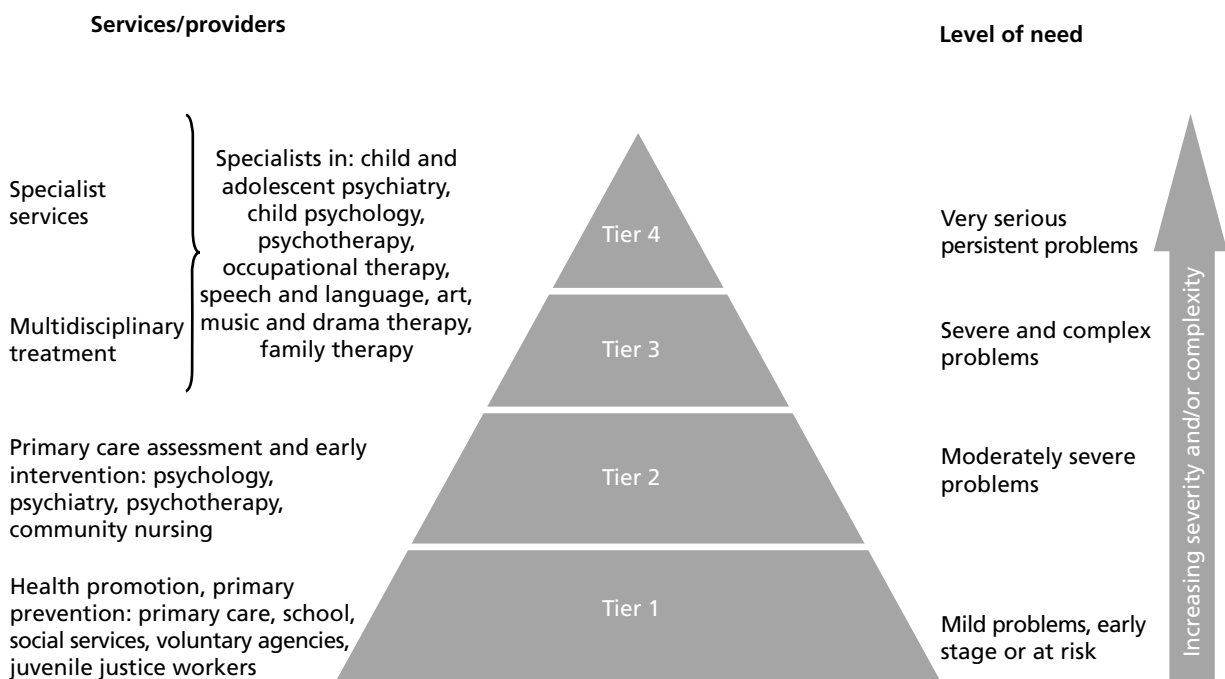 Services/providers
Level of need
Specialist
services
Specialists in: child and
adolescent psychiatry,
child psychology,
psychotherapy,
occupational therapy,
speech and language, art,
music and drama therapy,
family therapy
Tier 4
Very serious
persistent problems
Multidisciplinary
treatment
Tier 3
Severe and complex
problems
Primary care assessment and early
intervention: psychology,
psychiatry, psychotherapy,
community nursing
Tier 2
Moderately severe
problems
Health promotion, primary
prevention: primary care, school,
social services, voluntary agencies,
juvenile justice workers
Tier 1
Mild problems, early
stage or at risk
Increasing severity and/or complexity